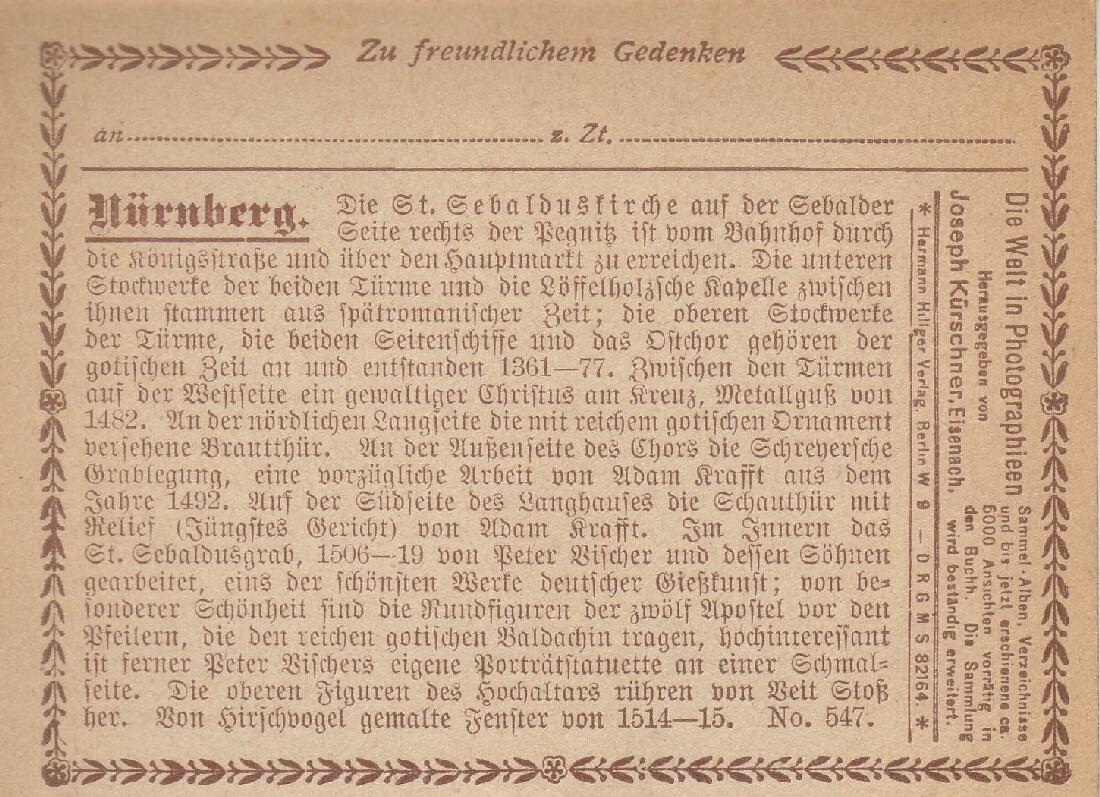 Zu freundlichem Gedenken
an........................ z. Zt. ........................
Nürnberg. Die St. Sebalduskirche auf der Sebalder
Seite rechts der Pegnitz ist vom Bahnhof durch
die Königsstraße und über den Hauptmarkt zu erreichen. Die unteren
Stockwerke der beiden Türme und die Löffelholzsche Kapelle zwischen
ihnen stammen aus spätromanischer Zeit; die oberen Stockwerke
der Türme, die beiden Seitenschiffe und das Ostchor gehören der
gotischen Zeit an und entstanden 1361—77. Zwischen den Türmen
auf der Westseite ein gewaltiger Christus am Kreuz, Metallguß von
1482. An der nördlichen Langseite die mit reichem gotischen Ornament
versehene Brautthür. An der Außenseite des Chors die Schreyersche
Grablegung, eine vorzügliche Arbeit von Adam Krafft aus dem
Jahre 1492. Auf der Südseite des Langhauses die Schauthür mit
Relief (Jüngstes Gericht) von Adam Krafft. Im Innern das
St. Sebaldusgrab, 1506—19 von Peter Vischer und dessen Söhnen
gearbeitet, eins der schönsten Werke deutscher Gießkunst; von be-
sonderer Schönheit sind die Rundfiguren der zwölf Apostel vor den
Pfeilern, die den reichen gotischen Baldachin tragen, hochinteressant
ist ferner Peter Vischers eigene Porträtstatuette an einer Schmal-
seite. Die oberen Figuren des Hochaltars rühren von Veit Stoß
her. Von Hirschvogel gemalte Fenster von 1514—15. No. 547.
Die Welt in Photographieen
Herausgegeben von
Joseph Kürschner, Eisenach.
Sammel-Alben, Verzeichnisse
und bis jetzt erschienene ca.
5000 Ansichten vorrätig in
den Buchh. Die Sammlung
wird beständig erweitert.
* Hermann Hillger Verlag Berlin W 9 — D R G M S 82164. *